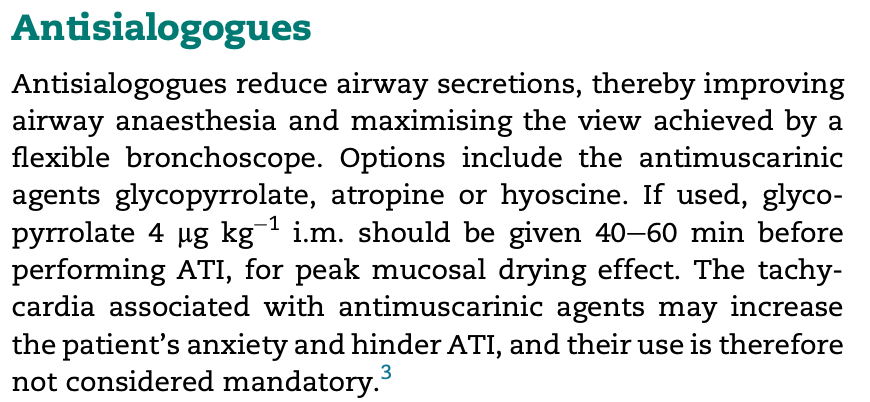 Antisialogogues
Antisialogogues reduce airway secretions, thereby improving
airway anaesthesia and maximising the view achieved by a
flexible bronchoscope. Options include the antimuscarinic
agents glycopyrrolate, atropine or hyoscine. If used, glyco-
pyrrolate 4 μg kg⁻¹ i.m. should be given 40–60 min before
performing ATI, for peak mucosal drying effect. The tachy-
cardia associated with antimuscarinic agents may increase
the patient’s anxiety and hinder ATI, and their use is therefore
not considered mandatory.³